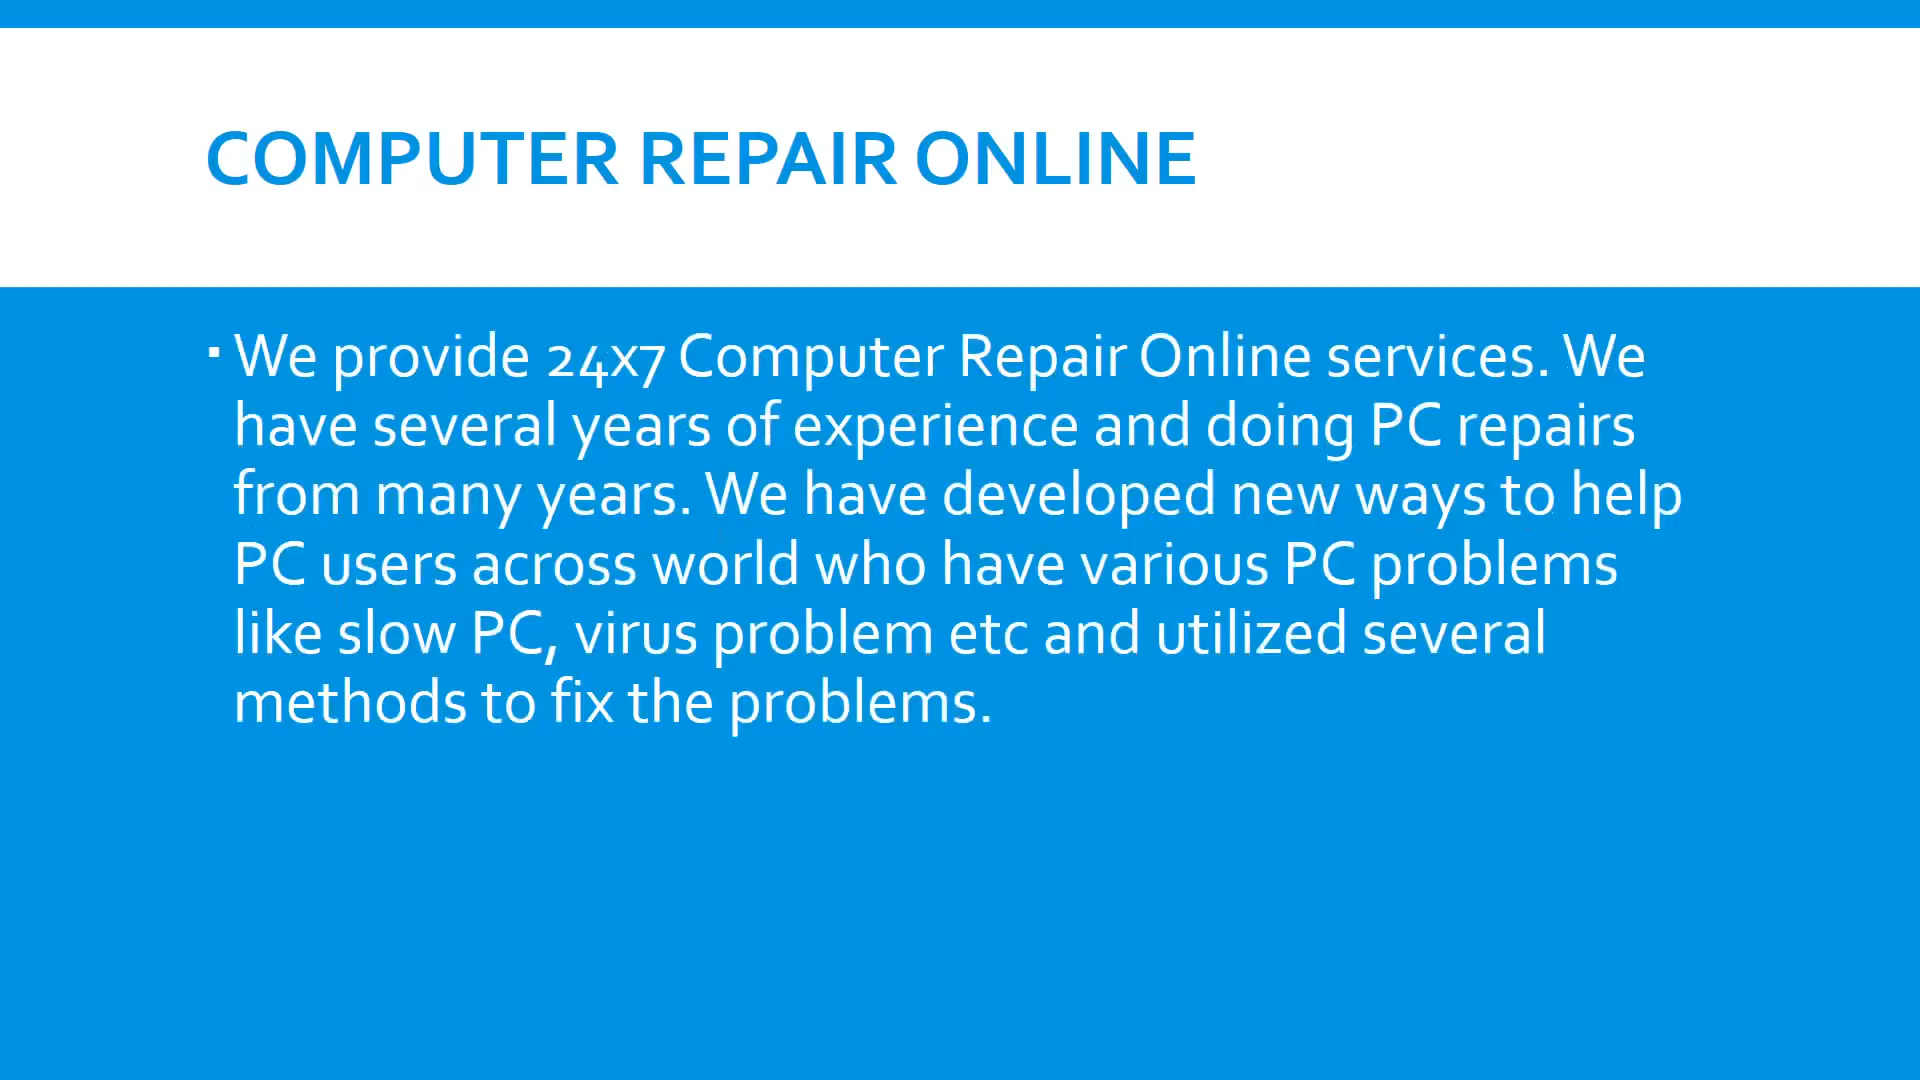 COMPUTER REPAIR ONLINE
▪ We provide 24x7 Computer Repair Online services. We
have several years of experience and doing PC repairs
from many years. We have developed new ways to help
PC users across world who have various PC problems
like slow PC, virus problem etc and utilized several
methods to fix the problems.